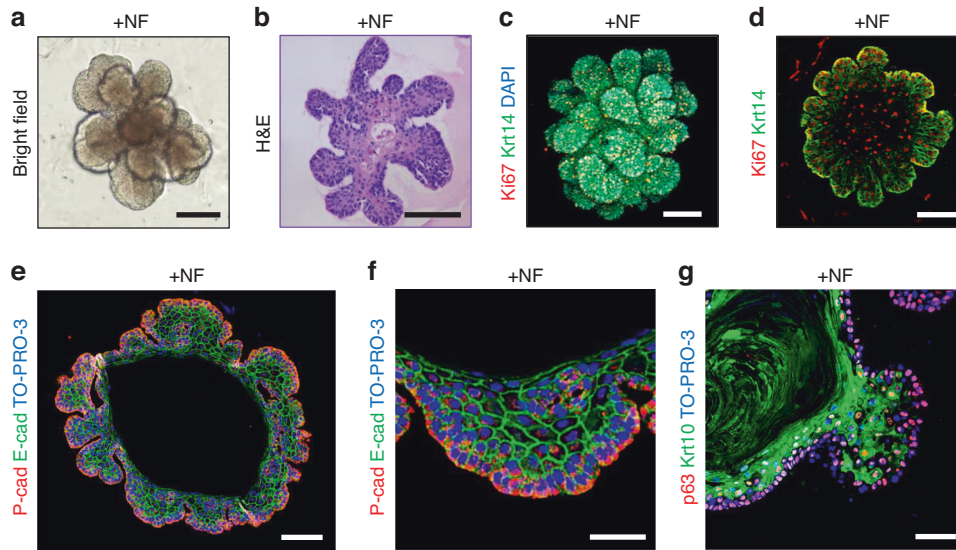 a
+NF
Bright field
b
+NF
H&E
c
+NF
Ki67 Krt14 DAPI
d
+NF
Ki67 Krt14
e
+NF
P-cad E-cad TO-PRO-3
f
+NF
P-cad E-cad TO-PRO-3
g
+NF
p63 Krt10 TO-PRO-3